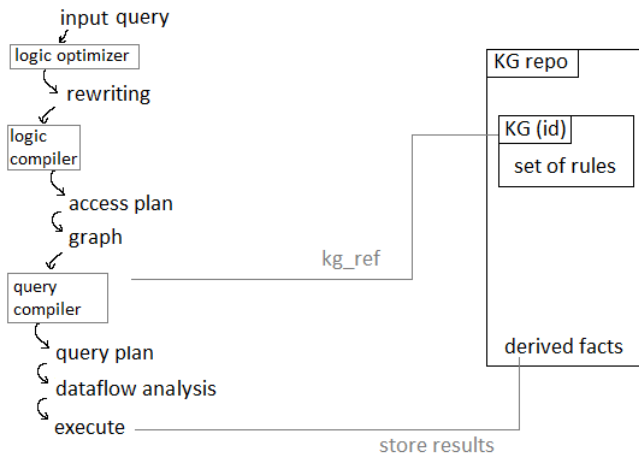 input query
logic optimizer
rewriting
logic
compiler
access plan
graph
query
compiler
query plan
dataflow analysis
execute
kg_ref
store results
KG repo
KG (id)
set of rules
derived facts